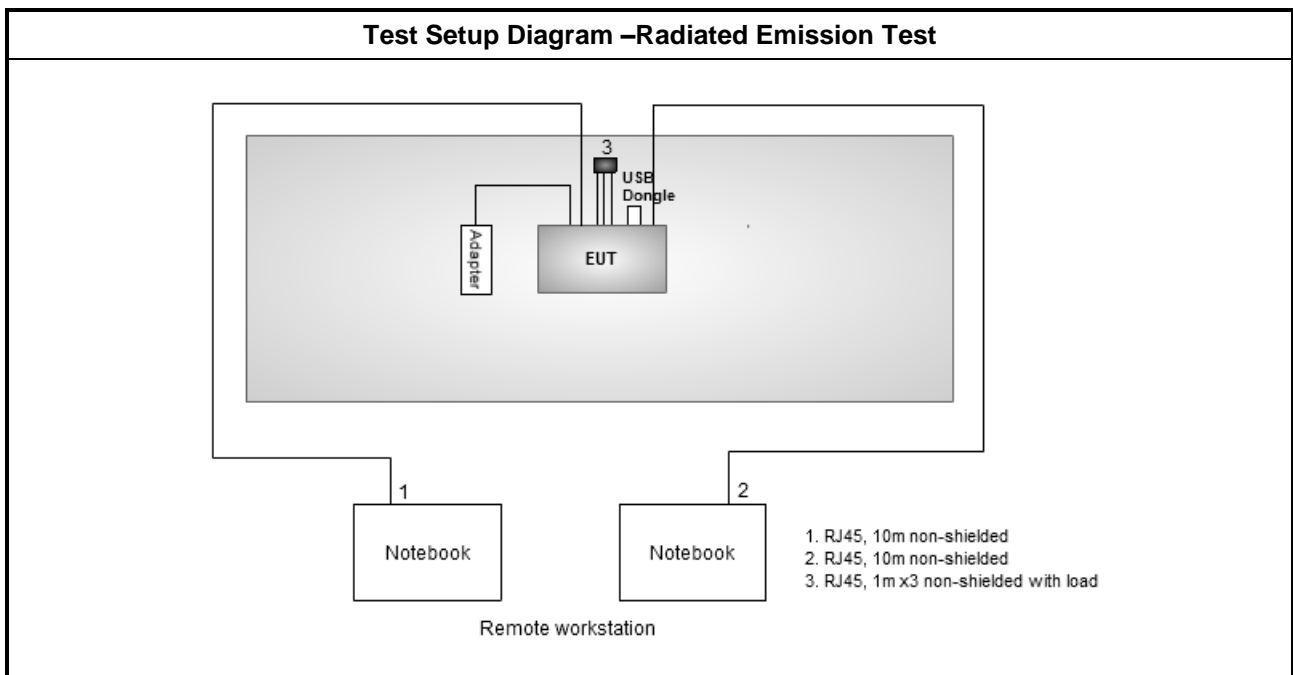 Test Setup Diagram –Radiated Emission Test
3
USB
Dongle
Adapter
EUT
1
2
Notebook
Notebook
1. RJ45, 10m non-shielded
2. RJ45, 10m non-shielded
3. RJ45, 1m x3 non-shielded with load
Remote workstation